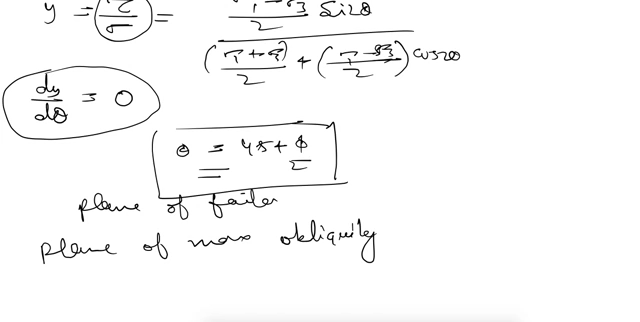 y = τ/σ = (σ₁ - σ₃)/2 Sin2θ / ((σ₁ + σ₃)/2 + (σ₁ - σ₃)/2) cos2θ
dy/dθ = 0
θ = 45 + ϕ/2
plane of failer
plane of max obliquity